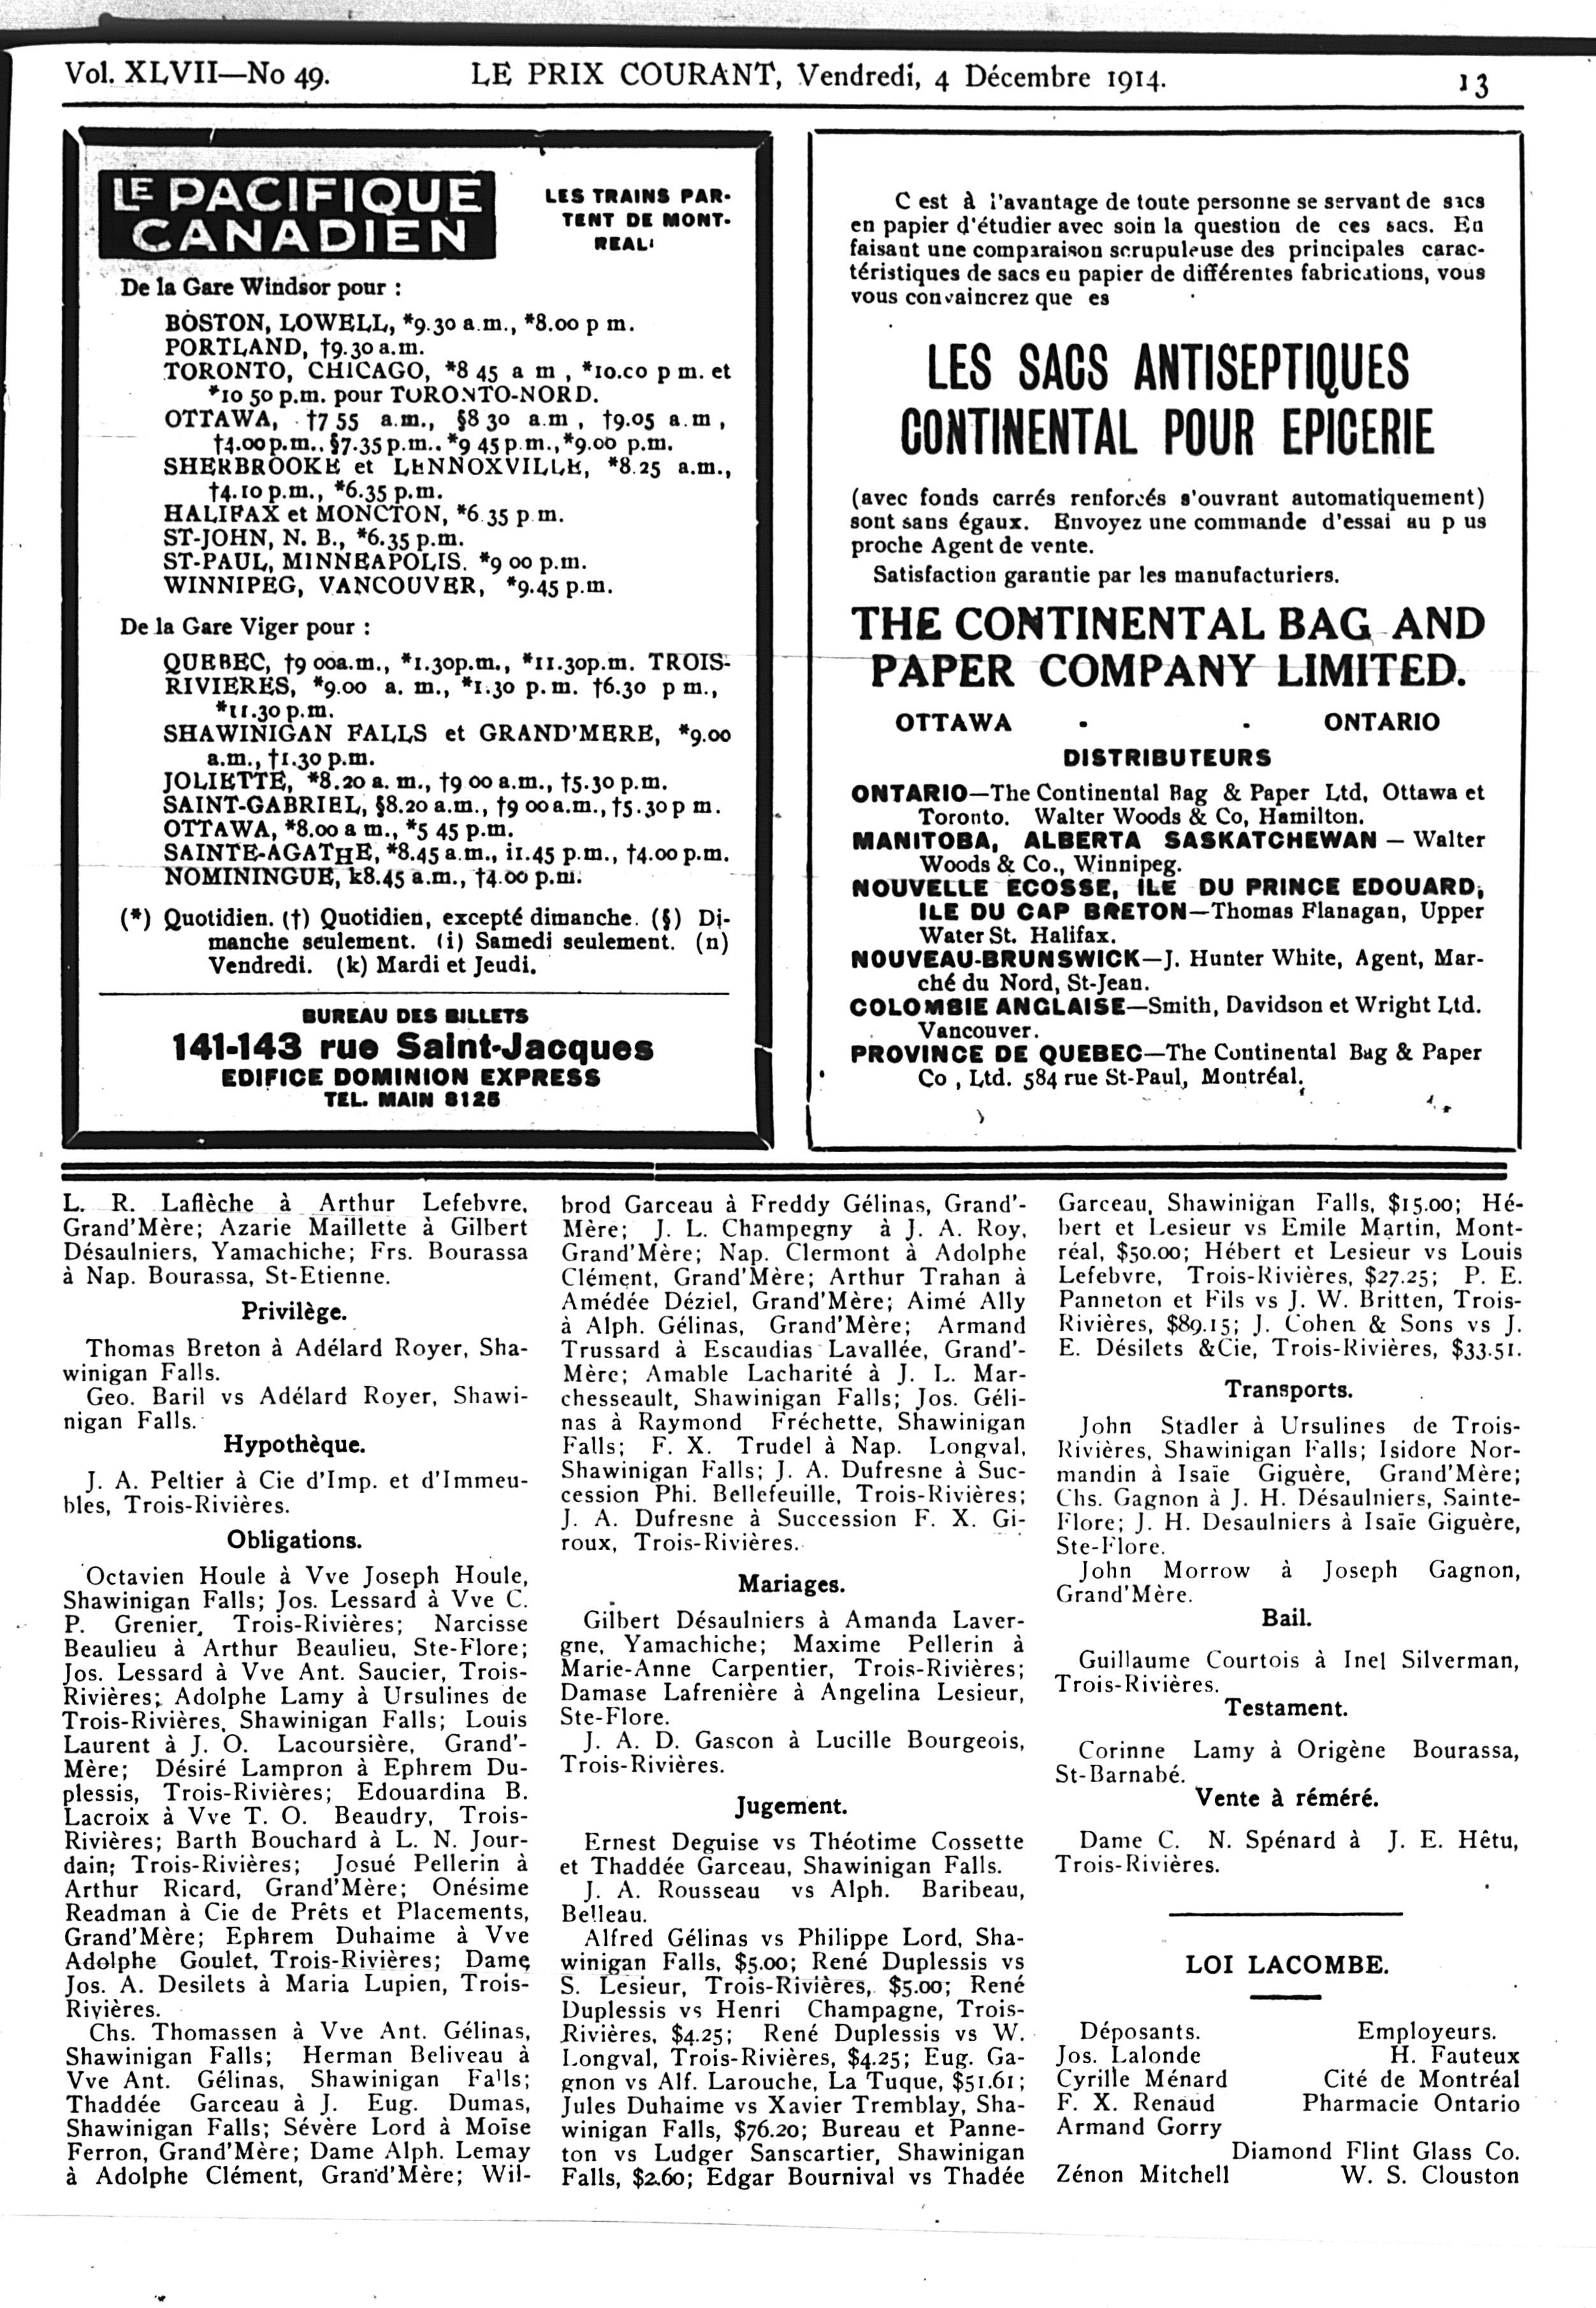 Vol. XLVII—No 49.
LE PRIX COURANT, Vendredi, 4 Décembre 1914.
13
LE PACIFIQUE
CANADIEN
LES TRAINS PAR-
TENT DE MONT-
REAL:
De la Gare Windsor pour :
BOSTON, LOWELL, *9.30 a.m., *8.00 p m.
PORTLAND, †9.30 a.m.
TORONTO, CHICAGO, *8 45 a m , *10.00 p m. et
*10 50 p.m. pour TORONTO-NORD.
OTTAWA, †7 55 a.m., §8 30 a.m , †9.05 a.m ,
†4.00 p.m., §7.35 p.m., *9 45 p.m., *9.00 p.m.
SHERBROOKE et LENNOXVILLE, *8.25 a.m.,
†4.10 p.m., *6.35 p.m.
HALIFAX et MONCTON, *6.35 p m.
ST-JOHN, N. B., *6.35 p.m.
ST-PAUL, MINNEAPOLIS. *9 00 p.m.
WINNIPEG, VANCOUVER, *9.45 p.m.
De la Gare Viger pour :
QUEBEC, †9 00a.m., *1.30p.m., *11.30p.m. TROIS-
RIVIERES, *9.00 a. m., *1.30 p. m. †6.30 p m.,
*11.30 p.m.
SHAWINIGAN FALLS et GRAND'MERE, *9.00
a.m., †1.30 p.m.
JOLIETTE, *8.20 a. m., †9 00 a.m., †5.30 p.m.
SAINT-GABRIEL, §8.20 a.m., †9 00 a.m., †5.30 p m.
OTTAWA, *8.00 a m., *5 45 p.m.
SAINTE-AGATHE, *8.45 a.m., i1.45 p.m., †4.00 p.m.
NOMININGUE, k8.45 a.m., †4.00 p.m.
(*) Quotidien. (†) Quotidien, excepté dimanche. (§) Di-
manche seulement. (i) Samedi seulement. (n)
Vendredi. (k) Mardi et Jeudi.
BUREAU DES BILLETS
141-143 rue Saint-Jacques
EDIFICE DOMINION EXPRESS
TEL. MAIN 8125
C est à l'avantage de toute personne se servant de sacs
en papier d'étudier avec soin la question de ces sacs. En
faisant une comparaison scrupuleuse des principales carac-
téristiques de sacs eu papier de différentes fabrications, vous
vous convaincrez que es
LES SACS ANTISEPTIQUES
CONTINENTAL POUR EPICERIE
(avec fonds carrés renforcés s'ouvrant automatiquement)
sont sans égaux. Envoyez une commande d'essai au p us
proche Agent de vente.
Satisfaction garantie par les manufacturiers.
THE CONTINENTAL BAG AND
PAPER COMPANY LIMITED.
OTTAWA - - ONTARIO
DISTRIBUTEURS
ONTARIO—The Continental Bag & Paper Ltd, Ottawa et
Toronto. Walter Woods & Co, Hamilton.
MANITOBA, ALBERTA SASKATCHEWAN — Walter
Woods & Co., Winnipeg.
NOUVELLE ECOSSE, ILE DU PRINCE EDOUARD,
ILE DU CAP BRETON—Thomas Flanagan, Upper
Water St. Halifax.
NOUVEAU-BRUNSWICK—J. Hunter White, Agent, Mar-
ché du Nord, St-Jean.
COLOMBIE ANGLAISE—Smith, Davidson et Wright Ltd.
Vancouver.
PROVINCE DE QUEBEC—The Continental Bag & Paper
Co , Ltd. 584 rue St-Paul, Montréal.
L. R. Laflèche à Arthur Lefebvre,
Grand'Mère; Azarie Maillette à Gilbert
Désaulniers, Yamachiche; Frs. Bourassa
à Nap. Bourassa, St-Etienne.
Privilège.
Thomas Breton à Adélard Royer, Sha-
winigan Falls.
Geo. Baril vs Adélard Royer, Shawi-
nigan Falls.
Hypothèque.
J. A. Peltier à Cie d'Imp. et d'Immeu-
bles, Trois-Rivières.
Obligations.
Octavien Houle à Vve Joseph Houle,
Shawinigan Falls; Jos. Lessard à Vve C.
P. Grenier, Trois-Rivières; Narcisse
Beaulieu à Arthur Beaulieu, Ste-Flore;
Jos. Lessard à Vve Ant. Saucier, Trois-
Rivières; Adolphe Lamy à Ursulines de
Trois-Rivières, Shawinigan Falls; Louis
Laurent à J. O. Lacoursière, Grand'-
Mère; Désiré Lampron à Ephrem Du-
plessis, Trois-Rivières; Edouardina B.
Lacroix à Vve T. O. Beaudry, Trois-
Rivières; Barth Bouchard à L. N. Jour-
dain; Trois-Rivières; Josué Pellerin à
Arthur Ricard, Grand'Mère; Onésime
Readman à Cie de Prêts et Placements,
Grand'Mère; Ephrem Duhaime à Vve
Adolphe Goulet, Trois-Rivières; Dame
Jos. A. Desilets à Maria Lupien, Trois-
Rivières.
Chs. Thomassen à Vve Ant. Gélinas,
Shawinigan Falls; Herman Beliveau à
Vve Ant. Gélinas, Shawinigan Falls;
Thaddée Garceau à J. Eug. Dumas,
Shawinigan Falls; Sévère Lord à Moïse
Ferron, Grand'Mère; Dame Alph. Lemay
à Adolphe Clément, Grand'Mère; Wil-
brod Garceau à Freddy Gélinas, Grand'-
Mère; J. L. Champegny à J. A. Roy,
Grand'Mère; Nap. Clermont à Adolphe
Clément, Grand'Mère; Arthur Trahan à
Amédée Déziel, Grand'Mère; Aimé Ally
à Alph. Gélinas, Grand'Mère; Armand
Trussard à Escaudias Lavallée, Grand'-
Mère; Amable Lacharité à J. L. Mar-
chesseault, Shawinigan Falls; Jos. Géli-
nas à Raymond Fréchette, Shawinigan
Falls; F. X. Trudel à Nap. Longval,
Shawinigan Falls; J. A. Dufresne à Suc-
cession Phi. Bellefeuille, Trois-Rivières;
J. A. Dufresne à Succession F. X. Gi-
roux, Trois-Rivières.
Mariages.
Gilbert Désaulniers à Amanda Laver-
gne, Yamachiche; Maxime Pellerin à
Marie-Anne Carpentier, Trois-Rivières;
Damase Lafrenière à Angelina Lesieur,
Ste-Flore.
J. A. D. Gascon à Lucille Bourgeois,
Trois-Rivières.
Jugement.
Ernest Deguise vs Théotime Cossette
et Thaddée Garceau, Shawinigan Falls.
J. A. Rousseau vs Alph. Baribeau,
Belleau.
Alfred Gélinas vs Philippe Lord, Sha-
winigan Falls, $5.00; René Duplessis vs
S. Lesieur, Trois-Rivières, $5.00; René
Duplessis vs Henri Champagne, Trois-
Rivières, $4.25; René Duplessis vs W.
Longval, Trois-Rivières, $4.25; Eug. Ga-
gnon vs Alf. Larouche, La Tuque, $51.61;
Jules Duhaime vs Xavier Tremblay, Sha-
winigan Falls, $76.20; Bureau et Panne-
ton vs Ludger Sanscartier, Shawinigan
Falls, $2.60; Edgar Bournival vs Thadée
Garceau, Shawinigan Falls, $15.00; Hé-
bert et Lesieur vs Emile Martin, Mont-
réal, $50.00; Hébert et Lesieur vs Louis
Lefebvre, Trois-Rivières, $27.25; P. E.
Panneton et Fils vs J. W. Britten, Trois-
Rivières, $89.15; J. Cohen & Sons vs J.
E. Désilets &Cie, Trois-Rivières, $33.51.
Transports.
John Stadler à Ursulines de Trois-
Rivières, Shawinigan Falls; Isidore Nor-
mandin à Isaïe Giguère, Grand'Mère;
Chs. Gagnon à J. H. Désaulniers, Sainte-
Flore; J. H. Desaulniers à Isaïe Giguère,
Ste-Flore.
John Morrow à Joseph Gagnon,
Grand'Mère.
Bail.
Guillaume Courtois à Inel Silverman,
Trois-Rivières.
Testament.
Corinne Lamy à Origène Bourassa,
St-Barnabé.
Vente à réméré.
Dame C. N. Spénard à J. E. Hêtu,
Trois-Rivières.
LOI LACOMBE.
Déposants. Employeurs.
Jos. Lalonde H. Fauteux
Cyrille Ménard Cité de Montréal
F. X. Renaud Pharmacie Ontario
Armand Gorry
Diamond Flint Glass Co.
Zénon Mitchell W. S. Clouston